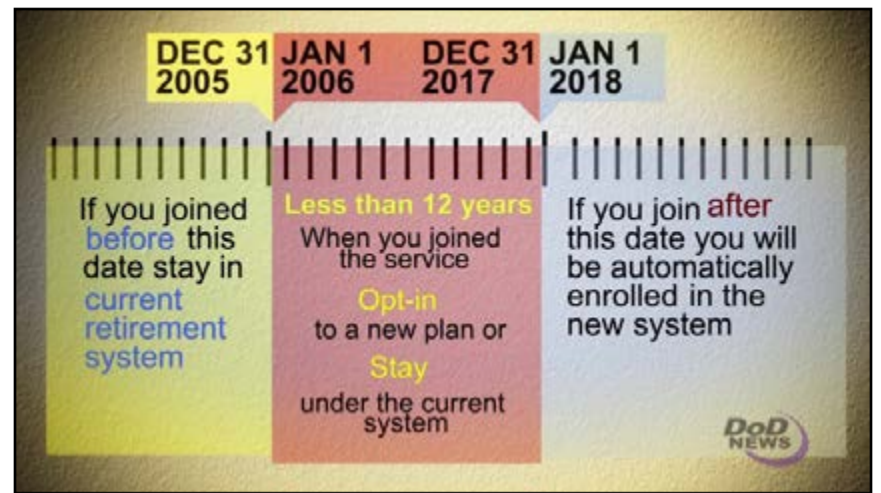 DEC 31
2005
JAN 1
2006
DEC 31
2017
JAN 1
2018
If you joined
before this
date stay in
current
retirement
system
Less than 12 years
When you joined
the service
Opt-in
to a new plan or
Stay
under the current
system
If you join after
this date you will
be automatically
enrolled in the
new system
DoD
NEWS